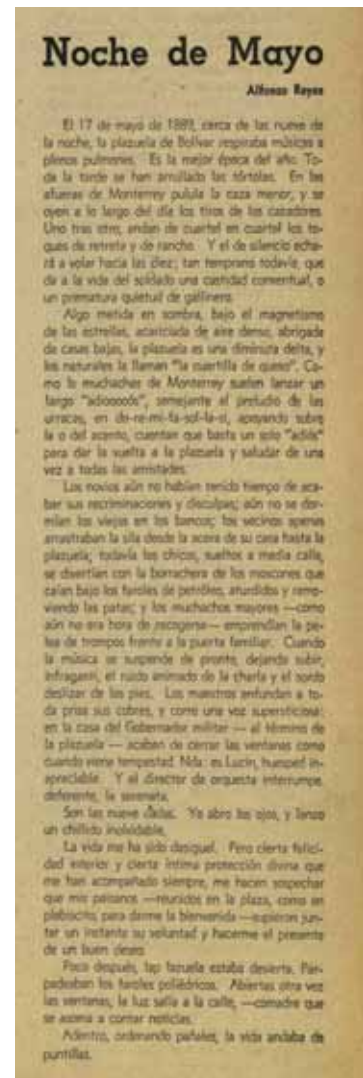 Noche de Mayo
Alfonso Reyes
El 17 de mayo de 1889, cerca de las nueve de
la noche, la plazuela de Bolívar respiraba músicas a
plenos pulmones. Es la mejor época del año. To-
da la tarde se han arrullado las tórtolas. En las
afueras de Monterrey pulula la caza menor, y se
oyen a lo largo del día los tiros de los cazadores.
Uno tras otro, andan de cuartel en cuartel los to-
ques de retreta y de rancho. Y el de silencio echa-
rá a volar hacia las diez; tan temprano todavía, que
da a la vida del soldado una castidad conventual, o
un prematura quietud de gallinero.
Algo metida en sombra, bajo el magnetismo
de las estrellas, acariciada de aire denso, abrigada
de casas bajas, la plazuela es una diminuta delta, y
los naturales la llaman "la cuartilla de queso". Co-
mo lo muchachos de Monterrey suelen lanzar un
largo "adiooooós", semejante al preludio de las
urracas, en do-re-mi-fa-sol-la-si, apoyando subre
la o del acento, cuentan que basta un solo "adiós"
para dar la vuelta a la plazuela y saludar de una
vez a todas las amistades.
Los novios aún no habían tenido tiempo de aca-
bar sus recriminaciones y disculpas; aún no se dor-
mían los viejos en los bancos; los vecinos apenas
arrastraban la silla desde la acera de su casa hasta la
plazuela; todavía los chicos, sueltos a media calle,
se divertían con la borrachera de los moscones que
caían bajo los faroles de petróleo, aturdidos y remo-
viendo las patas; y los muchachos mayores —como
aún no era hora de recogerse— emprendían la pe-
lea de trompos frente a la puerta familiar. Cuando
la música se suspende de pronto, dejando subir,
infraganti, el ruido animado de la charla y el sordo
deslizar de los pies. Los maestros enfundan a to-
da prisa sus cobres, y corre una voz supersticiosa:
en la casa del Gobernador militar — al término de
la plazuela — acaban de cerrar las ventanas como
cuando viene tempestad. Nda: es Lucin, huésped in-
apreciable. Y el director de orquesta interrumpe,
deferente, la serenata.
Son las nueve dadas. Yo abro los ojos, y lanzo
un chillido inolvidable.
La vida me ha sido desigual. Pero cierta felici-
dad exterior y cierta íntima protección divina que
me han acompañado siempre, me hacen sospechar
que mis paisanos —reunidos en la plaza, como en
plebiscito, para darme la bienvenida —supieron jun-
tar un instante su voluntad y hacerme el presente
de un buen deseo.
Poco después, lap lazuela estaba desierta. Par-
padeaban los faroles poliédricos. Abiertas otra vez
las ventanas, la luz salía a la calle, —comadre que
se asoma a contar noticias.
Adentro, ordenando pañales, la vida andaba de
puntillas.